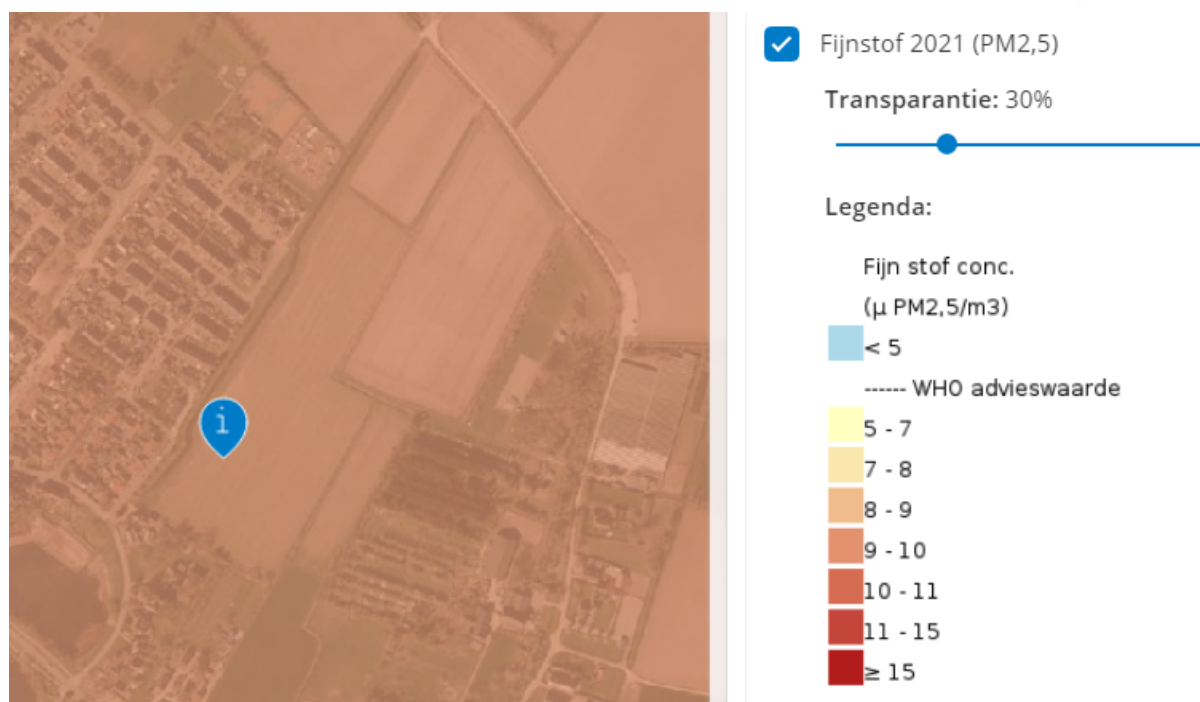 Fijnstof 2021 (PM2,5)
Transparantie: 30%
Legenda:
Fijn stof conc.
(µ PM2,5/m3)
< 5
------ WHO advieswaarde
5 - 7
7 - 8
8 - 9
9 - 10
10 - 11
11 - 15
≥ 15
i